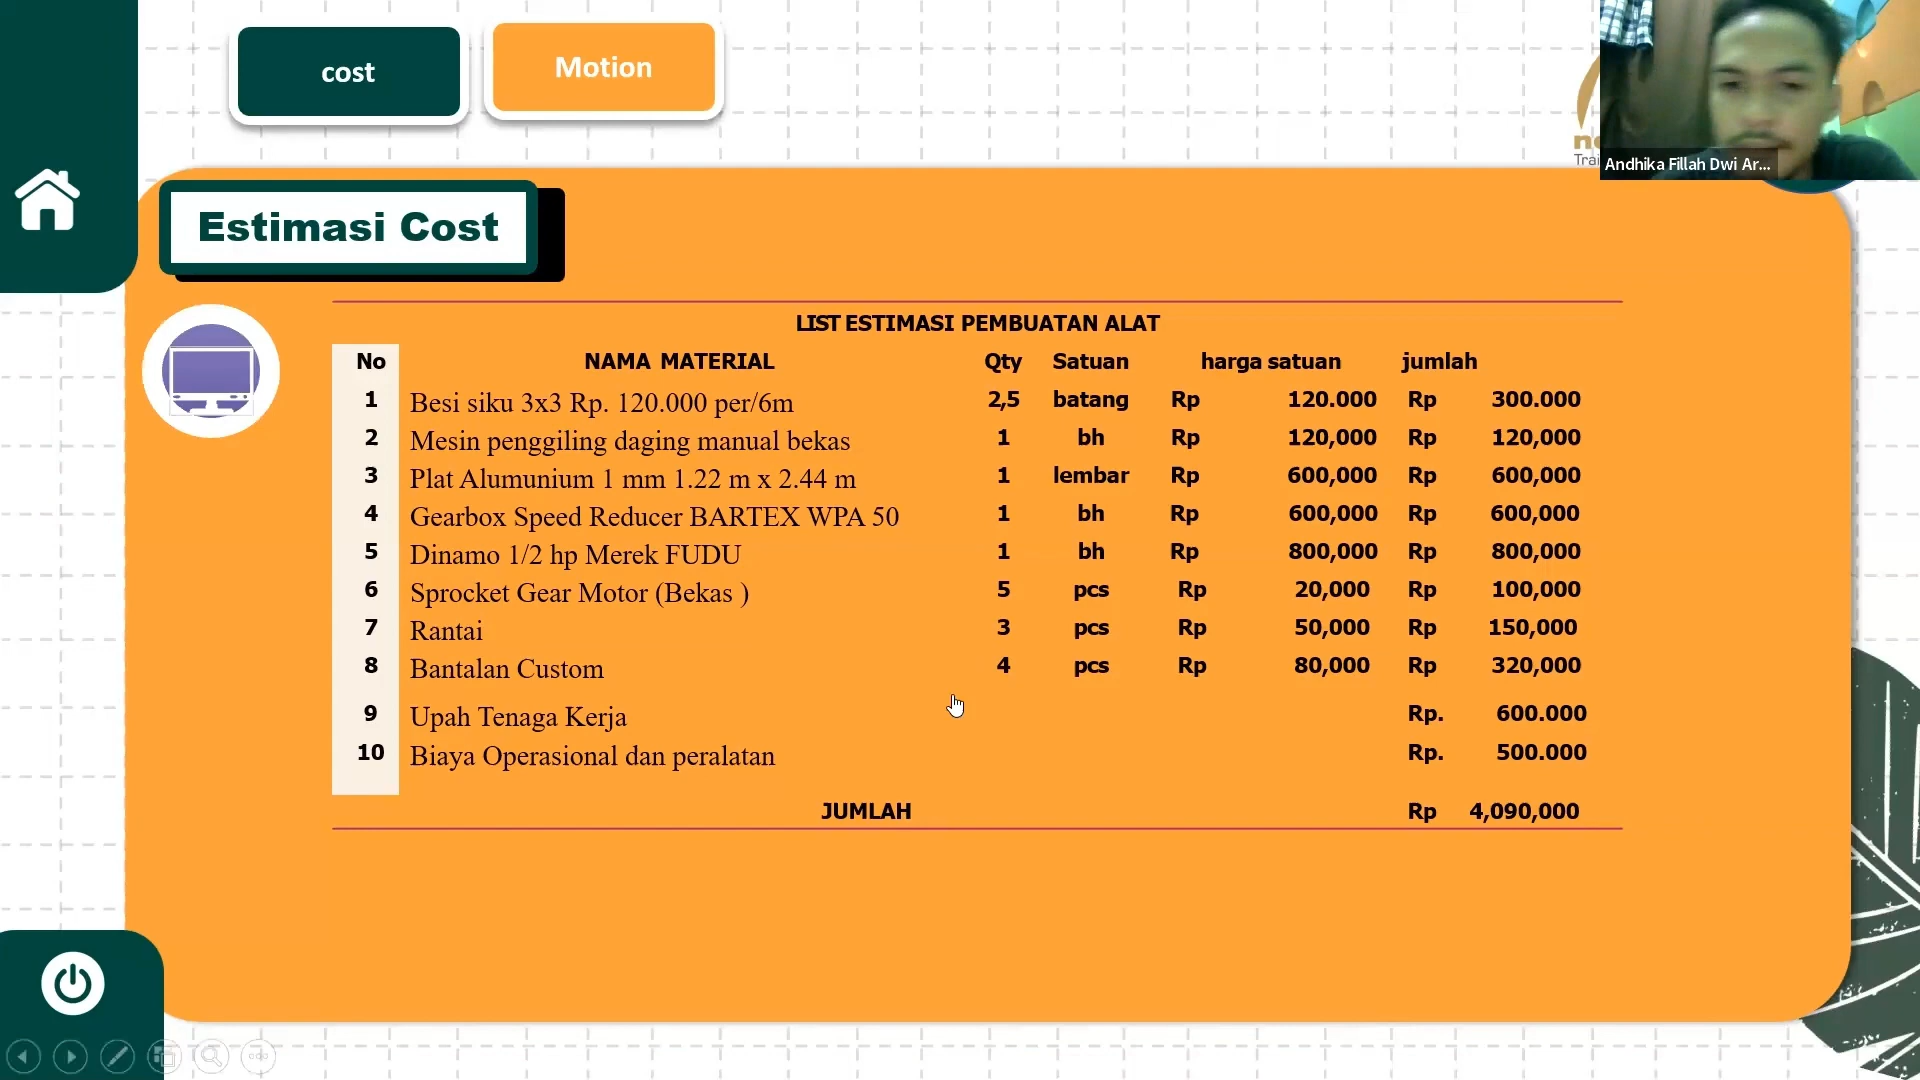 cost
Motion
Andhika Fillah Dwi Ar...
Estimasi Cost
LIST ESTIMASI PEMBUATAN ALAT
No NAMA MATERIAL Qty Satuan harga satuan jumlah
1 Besi siku 3x3 Rp. 120.000 per/6m 2,5 batang Rp 120.000 Rp 300.000
2 Mesin penggiling daging manual bekas 1 bh Rp 120,000 Rp 120,000
3 Plat Alumunium 1 mm 1.22 m x 2.44 m 1 lembar Rp 600,000 Rp 600,000
4 Gearbox Speed Reducer BARTEX WPA 50 1 bh Rp 600,000 Rp 600,000
5 Dinamo 1/2 hp Merek FUDU 1 bh Rp 800,000 Rp 800,000
6 Sprocket Gear Motor (Bekas ) 5 pcs Rp 20,000 Rp 100,000
7 Rantai 3 pcs Rp 50,000 Rp 150,000
8 Bantalan Custom 4 pcs Rp 80,000 Rp 320,000
9 Upah Tenaga Kerja Rp. 600.000
10 Biaya Operasional dan peralatan Rp. 500.000
JUMLAH Rp 4,090,000